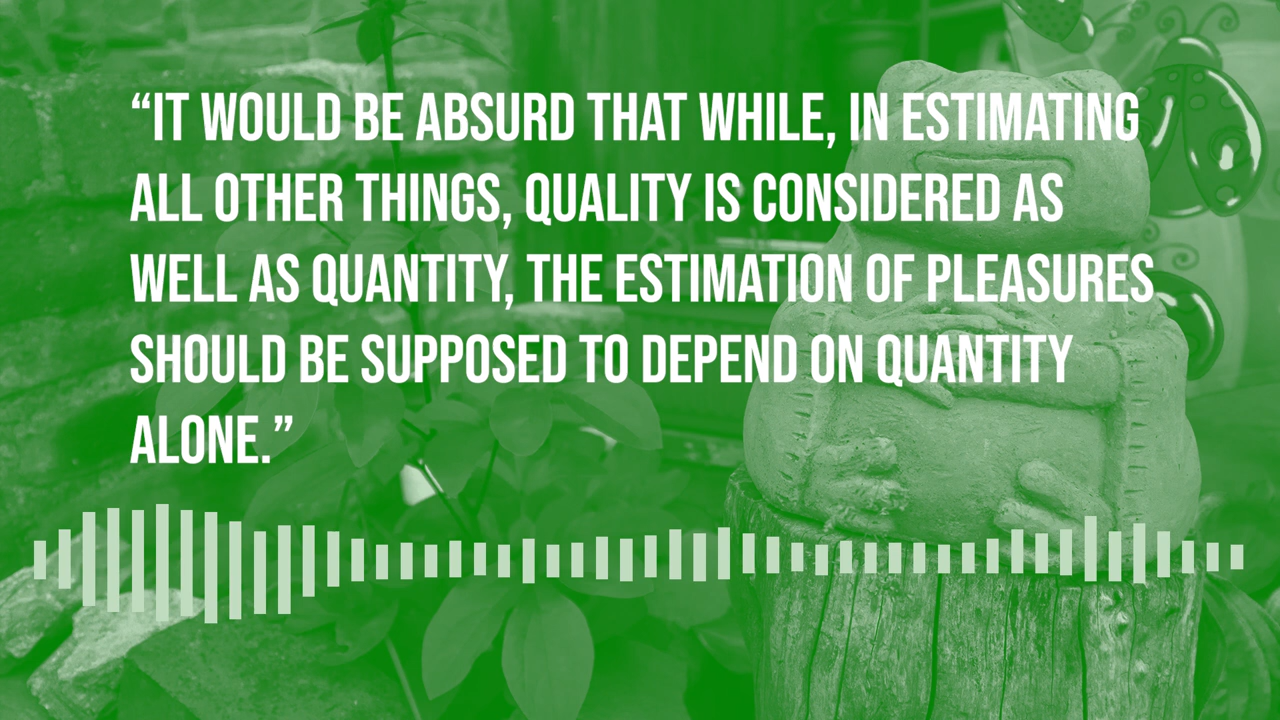 “IT WOULD BE ABSURD THAT WHILE, IN ESTIMATING
ALL OTHER THINGS, QUALITY IS CONSIDERED AS
WELL AS QUANTITY, THE ESTIMATION OF PLEASURES
SHOULD BE SUPPOSED TO DEPEND ON QUANTITY
ALONE.”